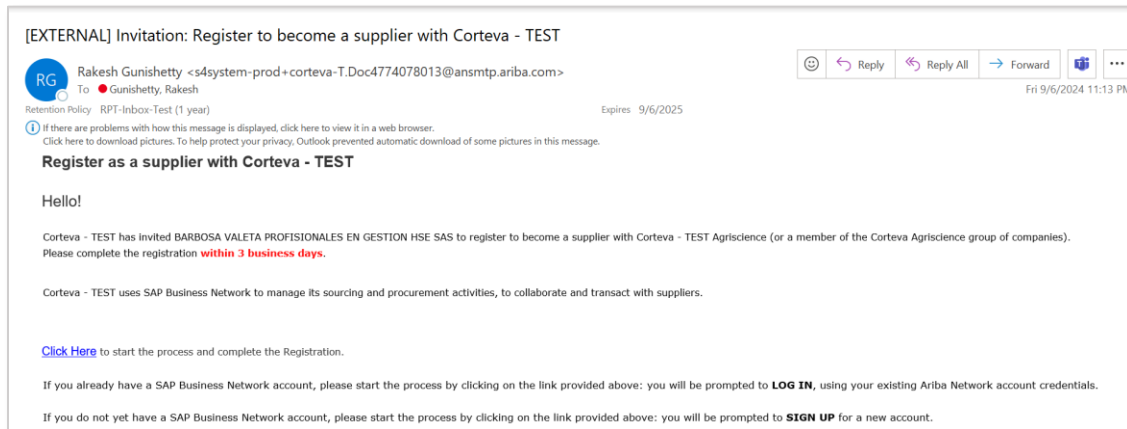 [EXTERNAL] Invitation: Register to become a supplier with Corteva - TEST
RG
Rakesh Gunishetty <s4system-prod+corteva-T.Doc4774078013@ansmtp.ariba.com>
To Gunishetty, Rakesh
Reply
Reply All
Forward
Fri 9/6/2024 11:13 PM
Retention Policy RPT-Inbox-Test (1 year)
Expires 9/6/2025
If there are problems with how this message is displayed, click here to view it in a web browser.
Click here to download pictures. To help protect your privacy, Outlook prevented automatic download of some pictures in this message.
Register as a supplier with Corteva - TEST
Hello!
Corteva - TEST has invited BARBOSA VALETA PROFISIONALES EN GESTION HSE SAS to register to become a supplier with Corteva - TEST Agriscience (or a member of the Corteva Agriscience group of companies).
Please complete the registration within 3 business days.
Corteva - TEST uses SAP Business Network to manage its sourcing and procurement activities, to collaborate and transact with suppliers.
Click Here to start the process and complete the Registration.
If you already have a SAP Business Network account, please start the process by clicking on the link provided above: you will be prompted to LOG IN, using your existing Ariba Network account credentials.
If you do not yet have a SAP Business Network account, please start the process by clicking on the link provided above: you will be prompted to SIGN UP for a new account.